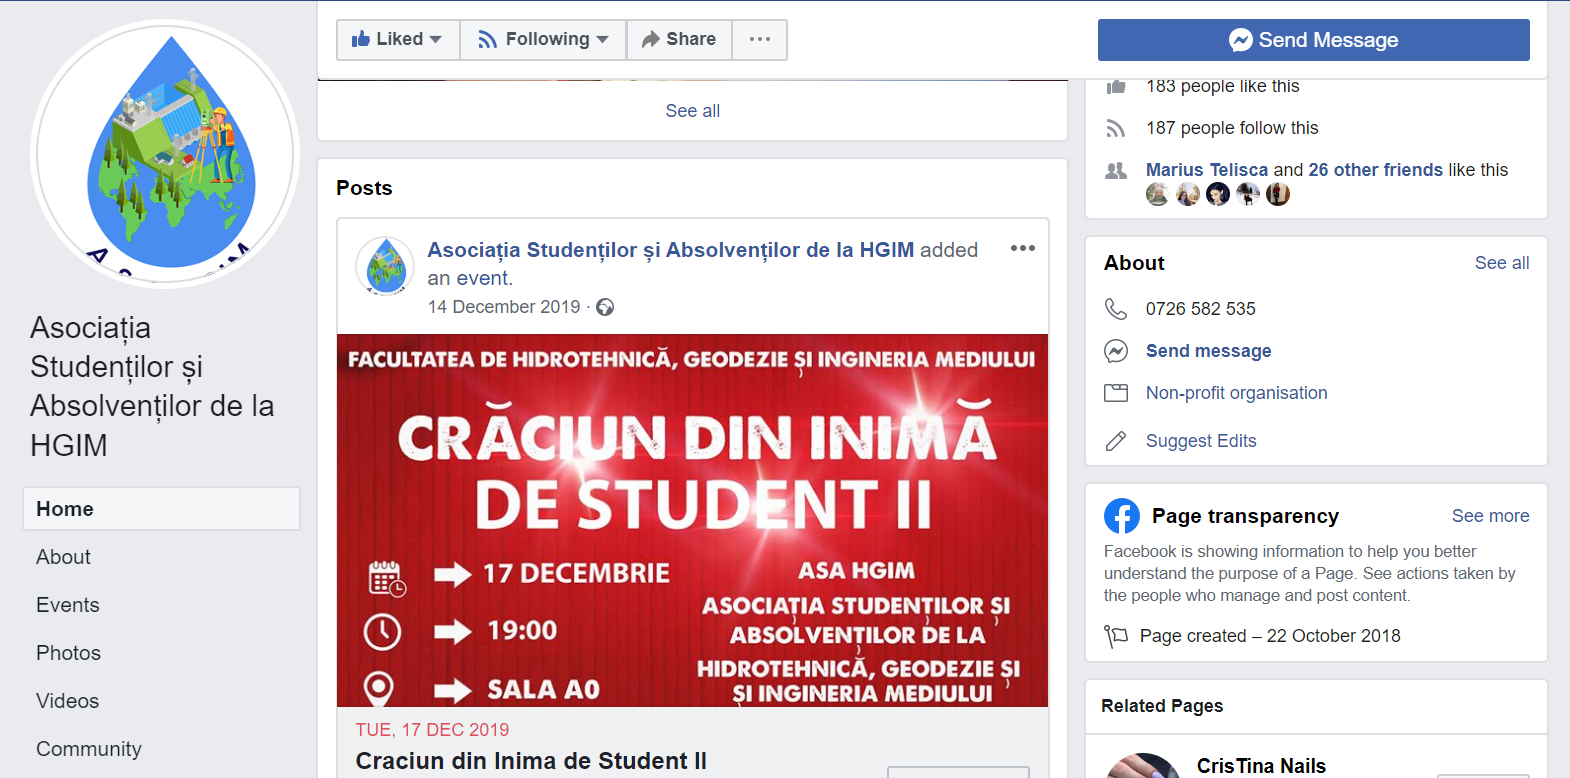 Liked
Following
Share
Send Message
See all
Posts
Asociația Studenților și Absolvenților de la HGIM added
an event.
14 December 2019 ·
FACULTATEA DE HIDROTEHNICĂ, GEODEZIE ȘI INGINERIA MEDIULUI
CRĂCIUN DIN INIMĂ
DE STUDENT II
17 DECEMBRIE
19:00
SALA A0
ASA HGIM
ASOCIAȚIA STUDENȚILOR ȘI
ABSOLVENȚILOR DE LA
HIDROTEHNICĂ, GEODEZIE ȘI
ȘI INGINERIA MEDIULUI
TUE, 17 DEC 2019
Craciun din Inima de Student II
Asociația
Studenților și
Absolvenților de la
HGIM
Home
About
Events
Photos
Videos
Community
183 people like this
187 people follow this
Marius Telisca and 26 other friends like this
About
See all
0726 582 535
Send message
Non-profit organisation
Suggest Edits
Page transparency
See more
Facebook is showing information to help you better
understand the purpose of a Page. See actions taken by
the people who manage and post content.
Page created – 22 October 2018
Related Pages
CrisTina Nails